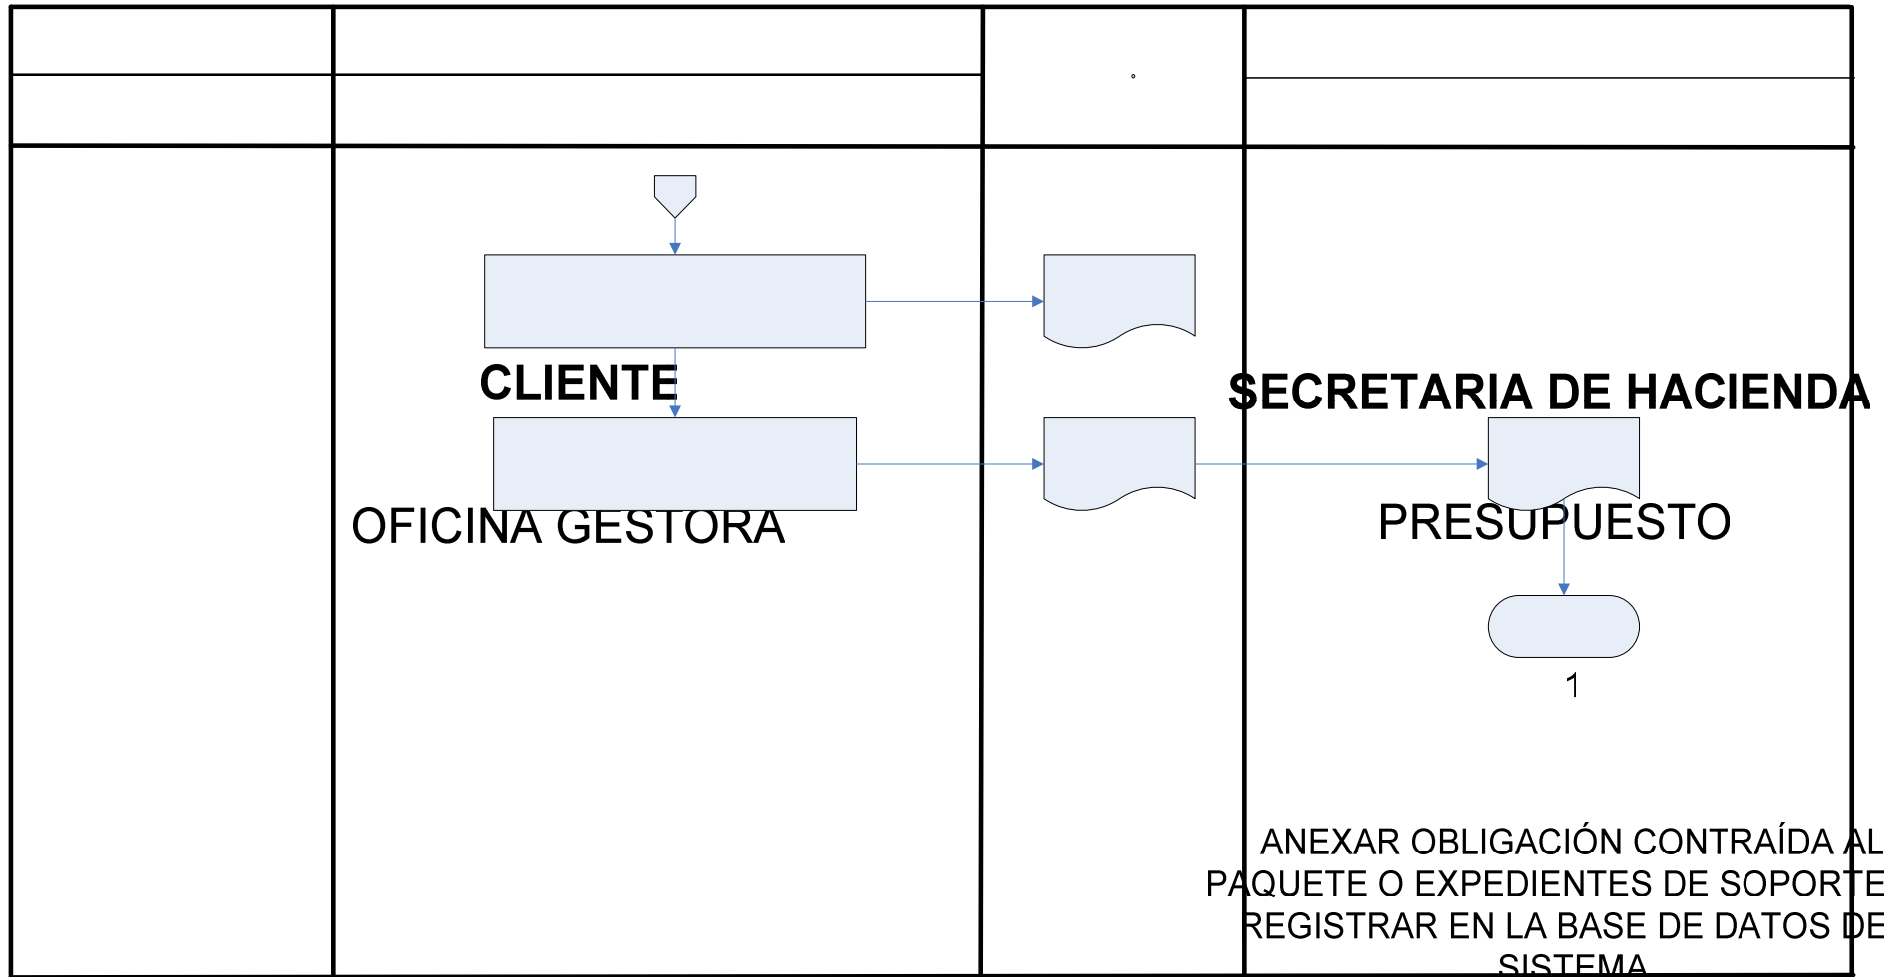 CLIENTE
SECRETARIA DE HACIENDA
OFICINA GESTORA
PRESUPUESTO
1
ANEXAR OBLIGACIÓN CONTRAÍDA AL
PAQUETE O EXPEDIENTES DE SOPORTE
REGISTRAR EN LA BASE DE DATOS DE
SISTEMA